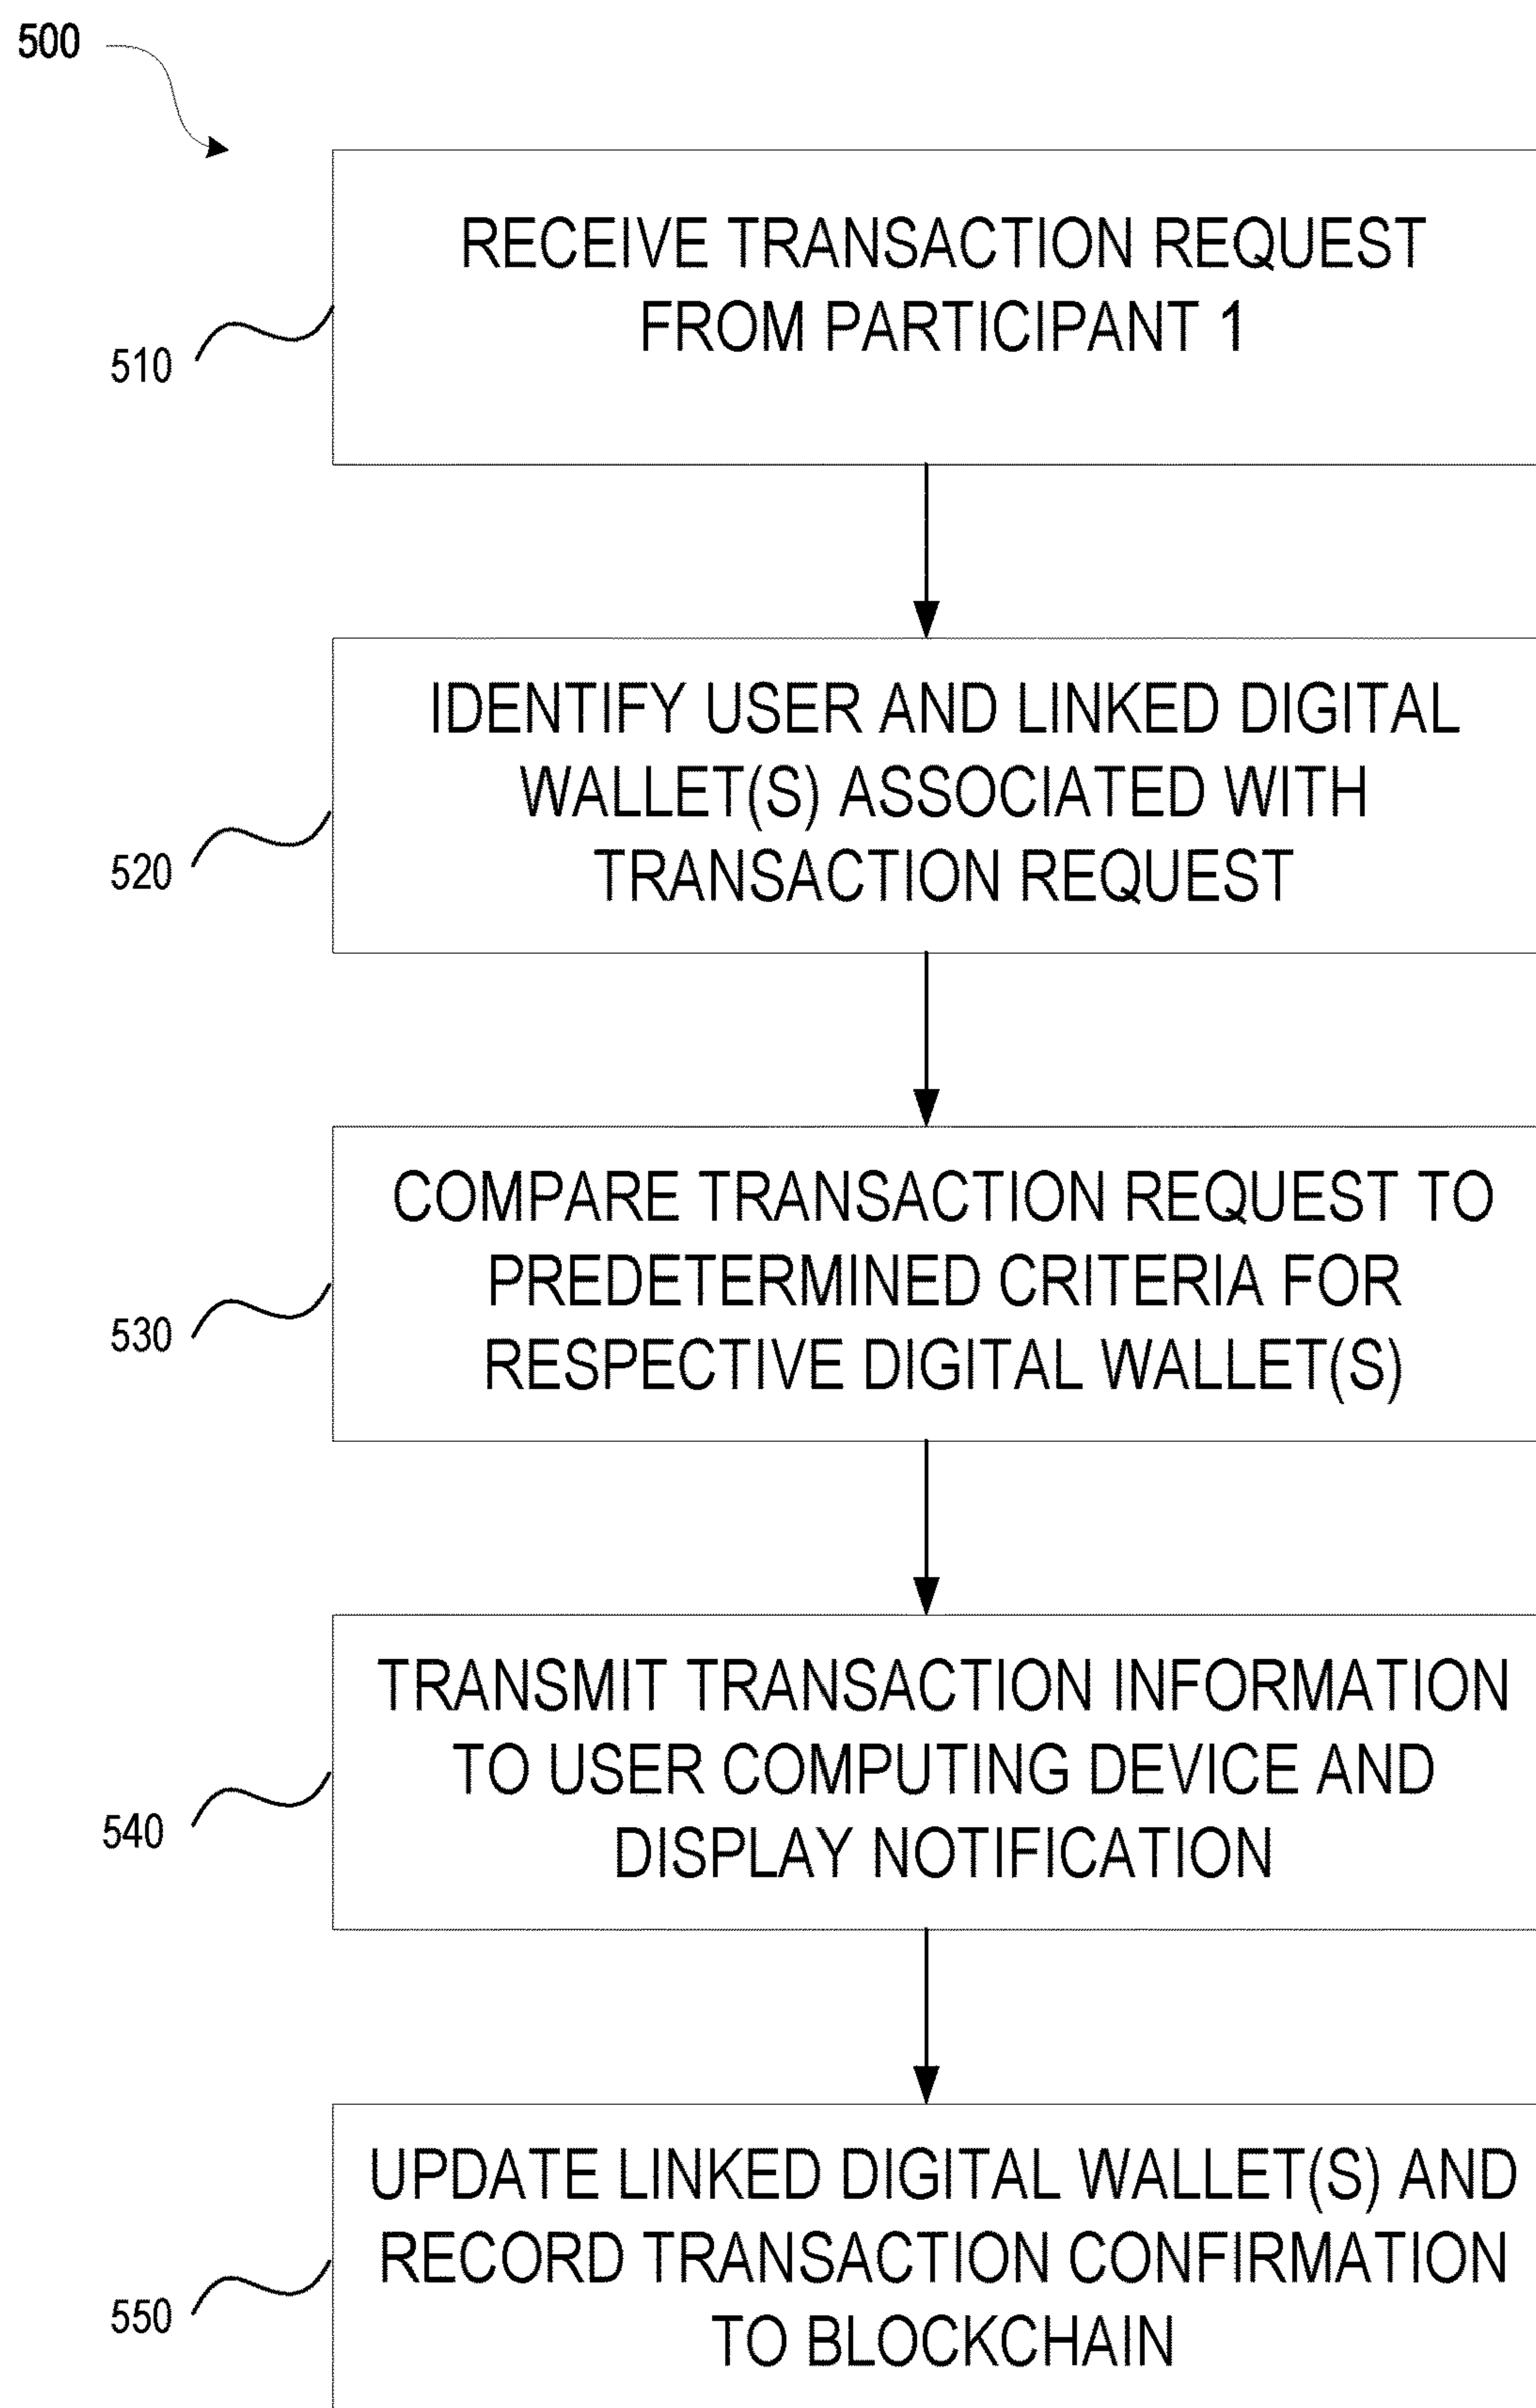 500
RECEIVE TRANSACTION REQUEST
FROM PARTICIPANT 1
510
IDENTIFY USER AND LINKED DIGITAL
WALLET(S) ASSOCIATED WITH
TRANSACTION REQUEST
520
COMPARE TRANSACTION REQUEST TO
PREDETERMINED CRITERIA FOR
RESPECTIVE DIGITAL WALLET(S)
530
TRANSMIT TRANSACTION INFORMATION
TO USER COMPUTING DEVICE AND
DISPLAY NOTIFICATION
540
UPDATE LINKED DIGITAL WALLET(S) AND
RECORD TRANSACTION CONFIRMATION
TO BLOCKCHAIN
550